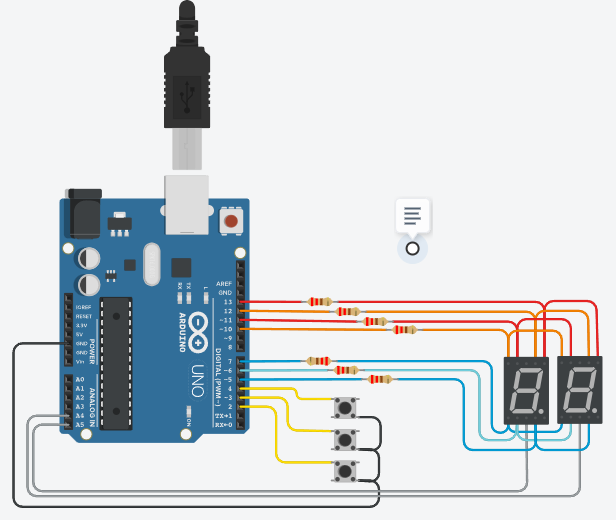 AREF
GND
13
12
~11
~10
~9
8
7
~6
~5
4
~3
2
TX→1
RX←0
DIGITAL (PWM~)
IOREF
RESET
3.3V
5V
GND
GND
Vin
POWER
A0
A1
A2
A3
A4
A5
ANALOG IN
RX
TX
L
ARDUINO
UNO
ON